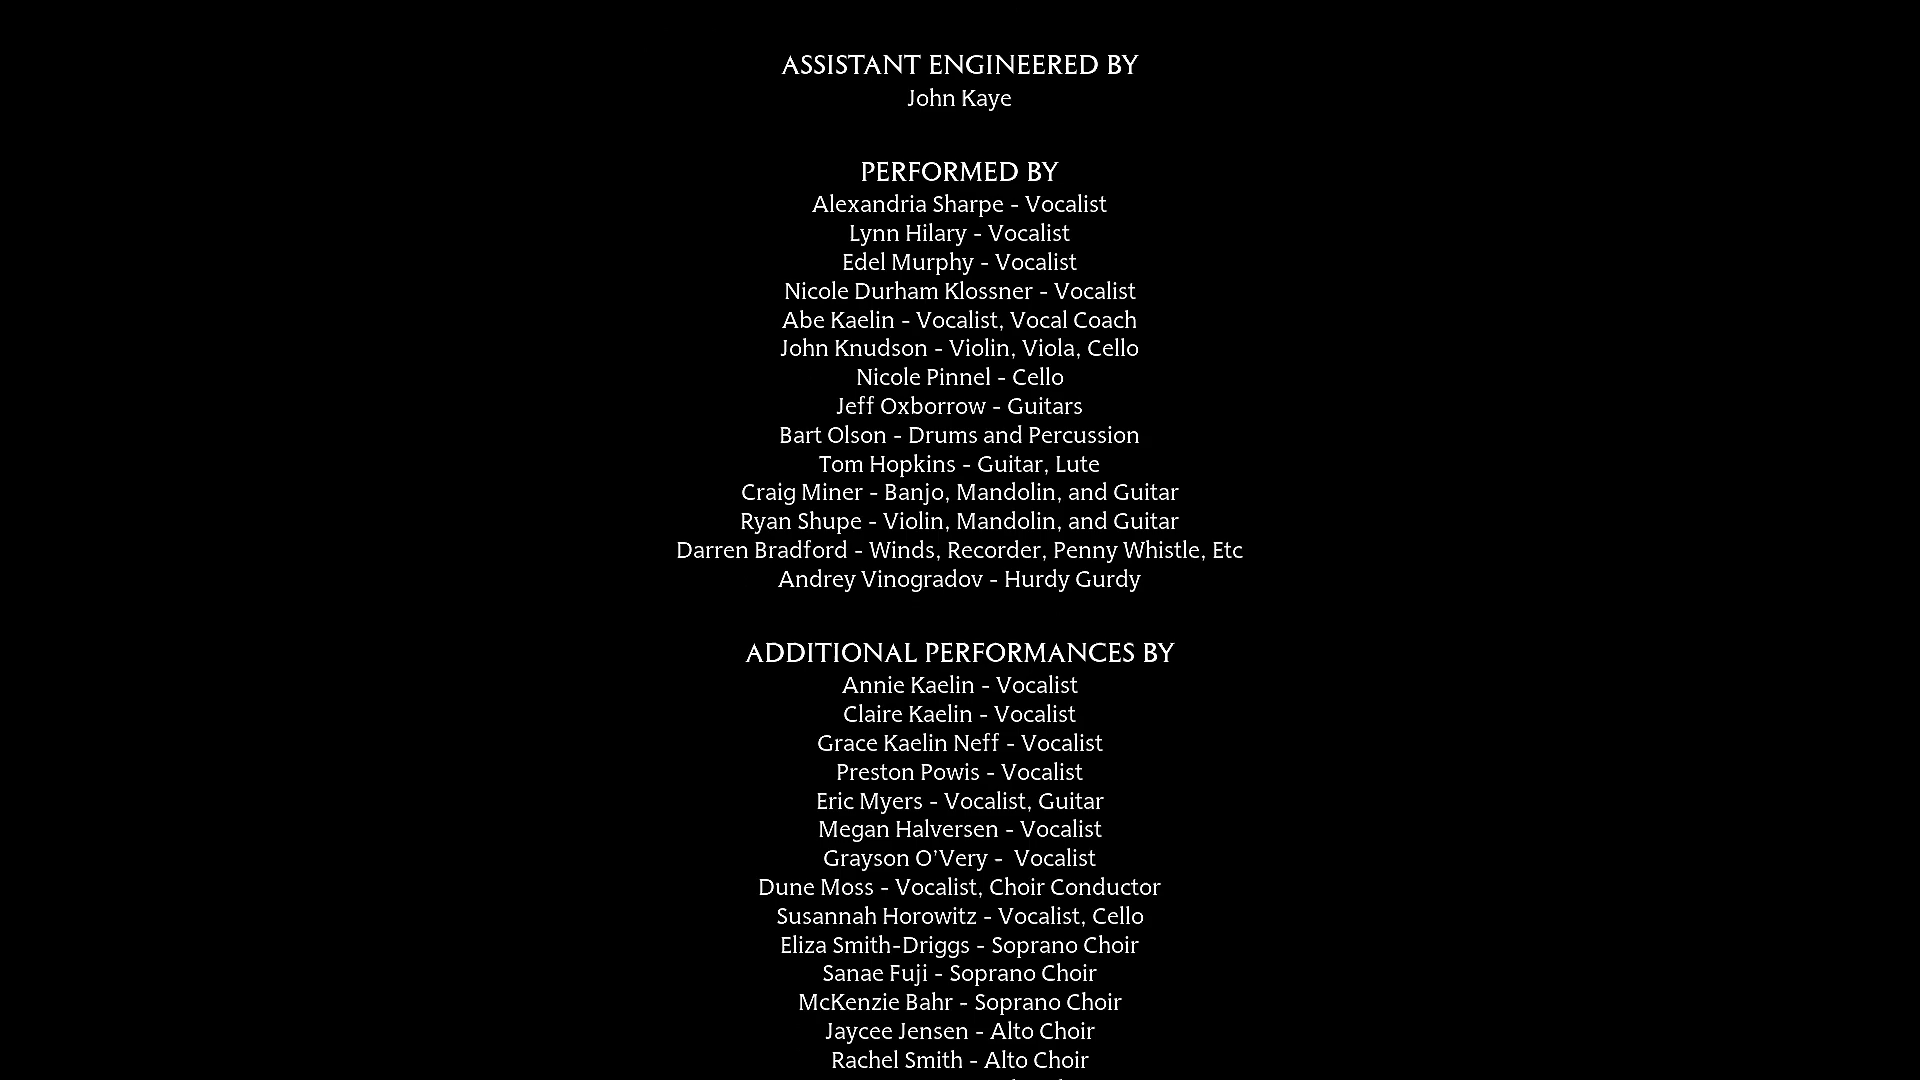 ASSISTANT ENGINEERED BY
John Kaye
PERFORMED BY
Alexandria Sharpe - Vocalist
Lynn Hilary - Vocalist
Edel Murphy - Vocalist
Nicole Durham Klossner - Vocalist
Abe Kaelin - Vocalist, Vocal Coach
John Knudson - Violin, Viola, Cello
Nicole Pinnel - Cello
Jeff Oxborrow - Guitars
Bart Olson - Drums and Percussion
Tom Hopkins - Guitar, Lute
Craig Miner - Banjo, Mandolin, and Guitar
Ryan Shupe - Violin, Mandolin, and Guitar
Darren Bradford - Winds, Recorder, Penny Whistle, Etc
Andrey Vinogradov - Hurdy Gurdy
ADDITIONAL PERFORMANCES BY
Annie Kaelin - Vocalist
Claire Kaelin - Vocalist
Grace Kaelin Neff - Vocalist
Preston Powis - Vocalist
Eric Myers - Vocalist, Guitar
Megan Halversen - Vocalist
Grayson O’Very -  Vocalist
Dune Moss - Vocalist, Choir Conductor
Susannah Horowitz - Vocalist, Cello
Eliza Smith-Driggs - Soprano Choir
Sanae Fuji - Soprano Choir
McKenzie Bahr - Soprano Choir
Jaycee Jensen - Alto Choir
Rachel Smith - Alto Choir